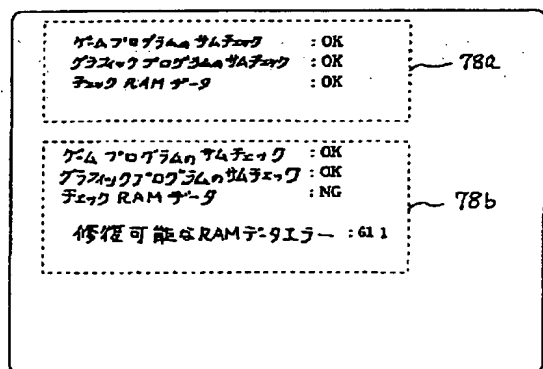 ゲームプログラムのサムチェック : OK
グラフィックプログラムのサムチェック : OK
チェック RAM データ : OK
78a
ゲーム プログラムの サムチェック : OK
グラフィックプログラムのサムチェック : OK
チェック RAM データ : NG
78b
修復可能なRAMデータエラー : 611